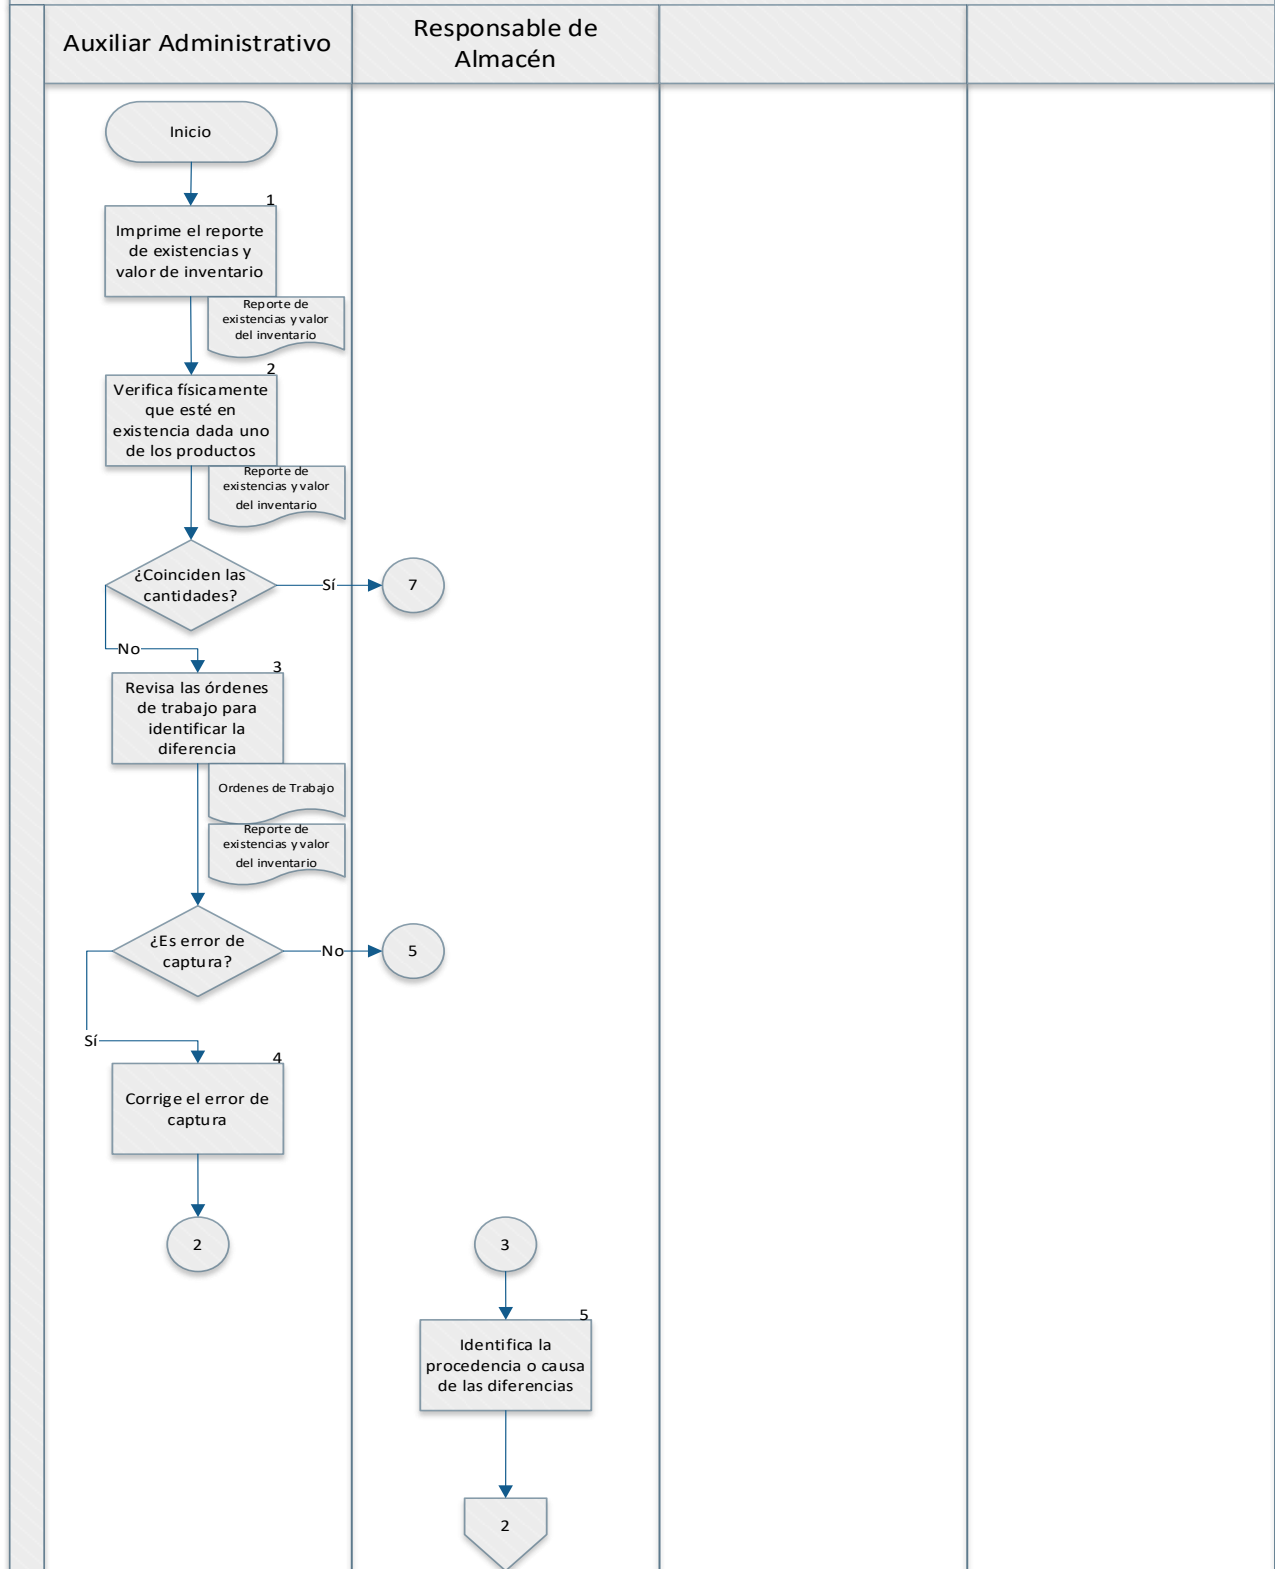 Auxiliar Administrativo
Responsable de
Almacén
Inicio
1
Imprime el reporte
de existencias y
valor de inventario
Reporte de
existencias y valor
del inventario
2
Verifica físicamente
que esté en
existencia dada uno
de los productos
Reporte de
existencias y valor
del inventario
¿Coinciden las
cantidades?
Sí
7
No
3
Revisa las órdenes
de trabajo para
identificar la
diferencia
Ordenes de Trabajo
Reporte de
existencias y valor
del inventario
¿Es error de
captura?
No
5
Sí
4
Corrige el error de
captura
2
3
5
Identifica la
procedencia o causa
de las diferencias
2